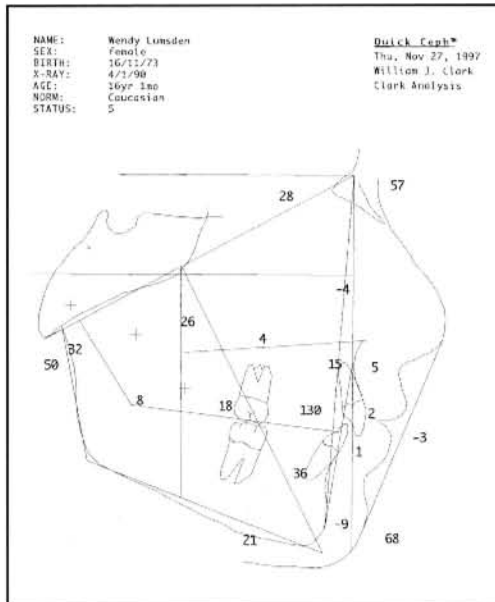 NAME: Wendy Lumsden
SEX: female
BIRTH: 16/11/73
X-RAY: 4/1/90
AGE: 16yr 1mo
NORM: Caucasian
STATUS: 5
Quick Ceph™
Thu, Nov 27, 1997
William J. Clark
Clark Analysis
57
28
-4
26
4
32
50
15
5
8
18
130
2
-3
1
36
-9
21
68